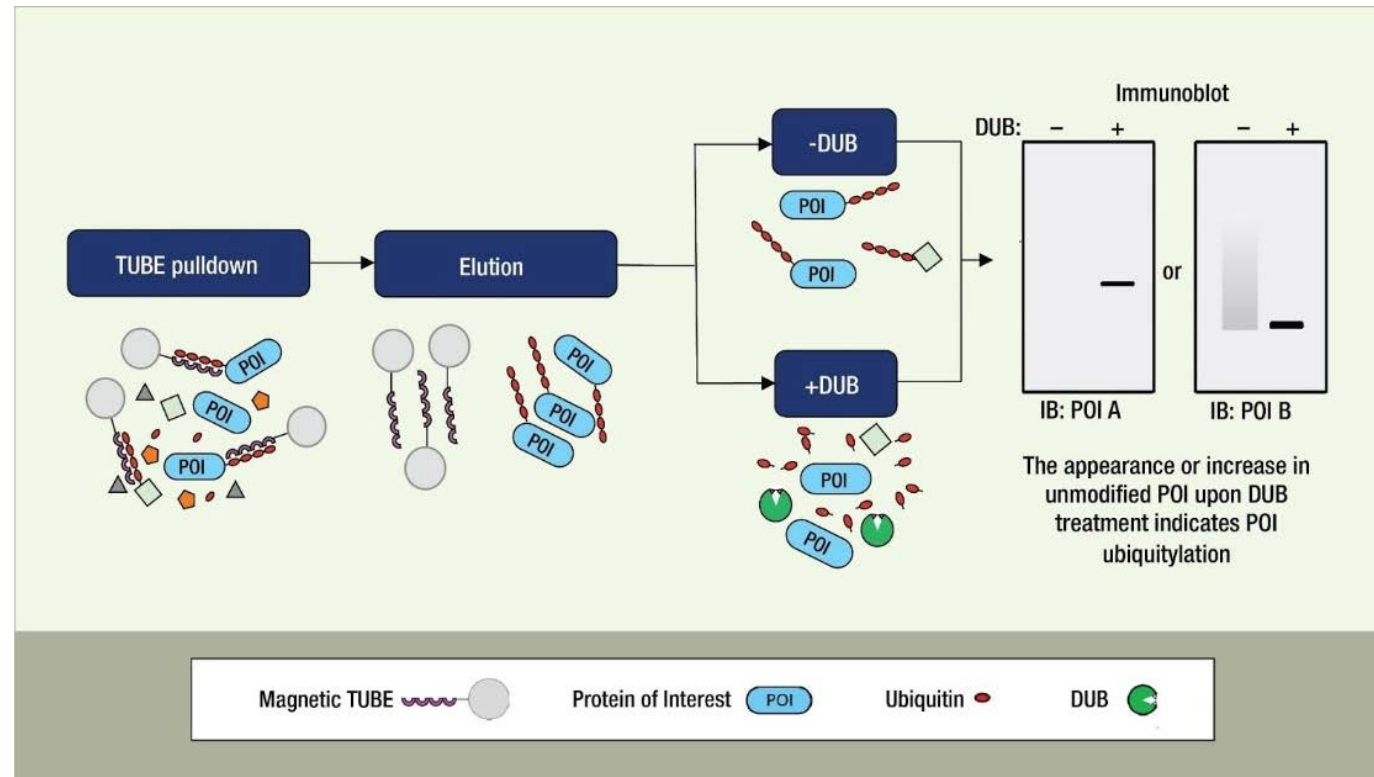 TUBE pulldown
POI
POI
POI
Elution
POI
POI
POI
-DUB
POI
POI
+DUB
POI
POI
Immunoblot
DUB: – + – +
or
IB: POI A
IB: POI B
The appearance or increase in
unmodified POI upon DUB
treatment indicates POI
ubiquitylation
Magnetic TUBE
Protein of Interest POI
Ubiquitin
DUB